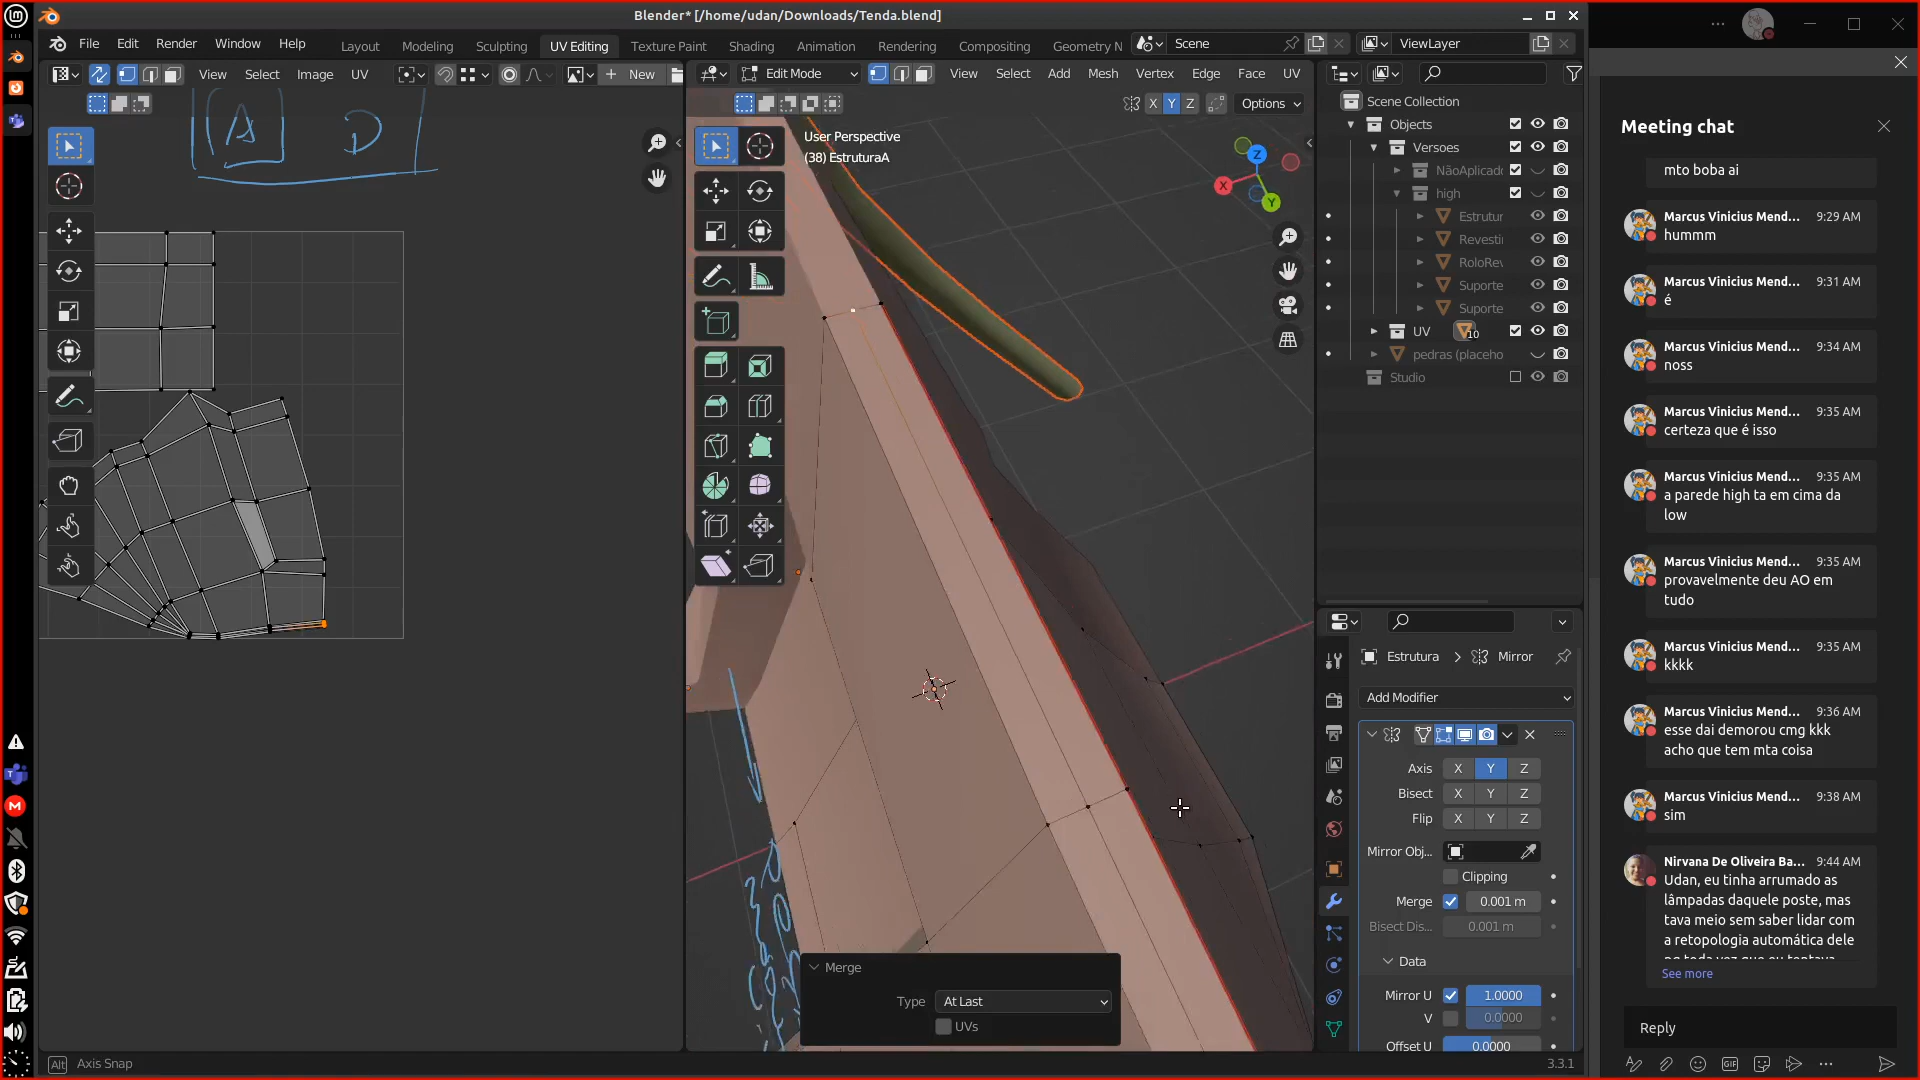 Blender* [/home/udan/Downloads/Tenda.blend]
File Edit Render Window Help
Layout Modeling Sculpting UV Editing Texture Paint Shading Animation Rendering Compositing Geometry N
Scene
ViewLayer
View Select Image UV
New
Edit Mode
View Select Add Mesh Vertex Edge Face UV
X Y Z
Options
A D
User Perspective
(38) EstruturaA
Z
X
Y
Scene Collection
Objects
Versoes
NãoAplicado
high
Estrutur
Revesti
RoloRev
Suporte
Suporte
UV 10
pedras (placeho
Studio
Estrutura > Mirror
Add Modifier
Axis X Y Z
Bisect X Y Z
Flip X Y Z
Mirror Obj...
Clipping
Merge 0.001 m
Bisect Dis... 0.001 m
Data
Mirror U 1.0000
V 0.0000
Offset U 0.0000
Merge
Type At Last
UVs
Alt Axis Snap
3.3.1
Meeting chat
mto boba ai
Marcus Vinicius Mend... 9:29 AM
hummm
Marcus Vinicius Mend... 9:31 AM
é
Marcus Vinicius Mend... 9:34 AM
noss
Marcus Vinicius Mend... 9:35 AM
certeza que é isso
Marcus Vinicius Mend... 9:35 AM
a parede high ta em cima da
low
Marcus Vinicius Mend... 9:35 AM
provavelmente deu AO em
tudo
Marcus Vinicius Mend... 9:35 AM
kkkk
Marcus Vinicius Mend... 9:36 AM
esse dai demorou cmg kkk
acho que tem mta coisa
Marcus Vinicius Mend... 9:38 AM
sim
Nirvana De Oliveira Ba... 9:44 AM
Udan, eu tinha arrumado as
lâmpadas daquele poste, mas
tava meio sem saber lidar com
a retopologia automática dele
See more
Reply